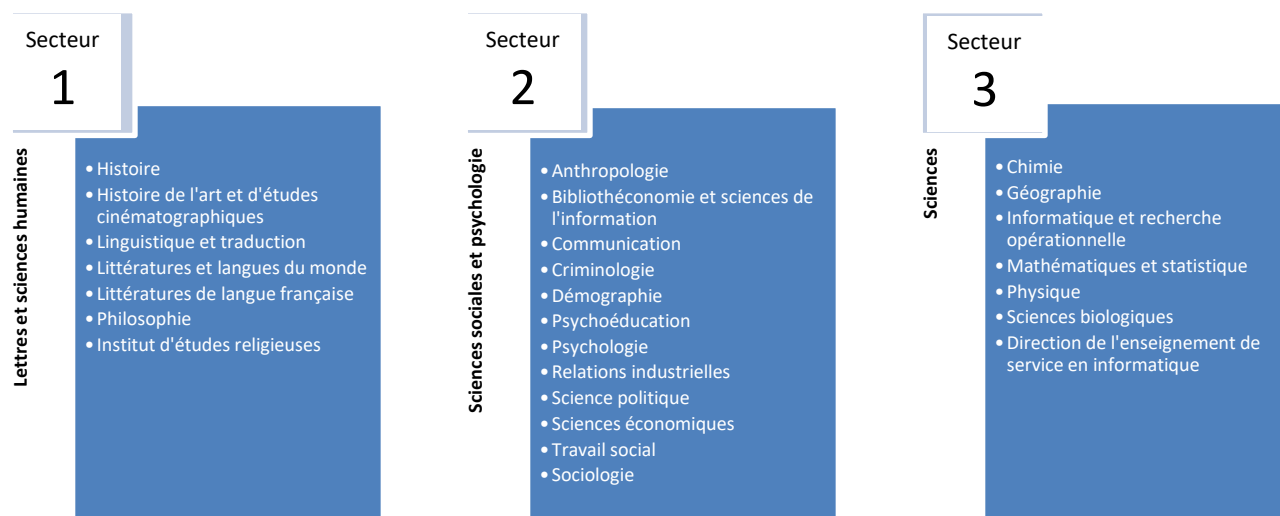 Secteur
1
Lettres et sciences humaines
• Histoire
• Histoire de l'art et d'études
cinématographiques
• Linguistique et traduction
• Littératures et langues du monde
• Littératures de langue française
• Philosophie
• Institut d'études religieuses
Secteur
2
Sciences sociales et psychologie
• Anthropologie
• Bibliothéconomie et sciences de
l'information
• Communication
• Criminologie
• Démographie
• Psychoéducation
• Psychologie
• Relations industrielles
• Science politique
• Sciences économiques
• Travail social
• Sociologie
Secteur
3
Sciences
• Chimie
• Géographie
• Informatique et recherche
opérationnelle
• Mathématiques et statistique
• Physique
• Sciences biologiques
• Direction de l'enseignement de
service en informatique